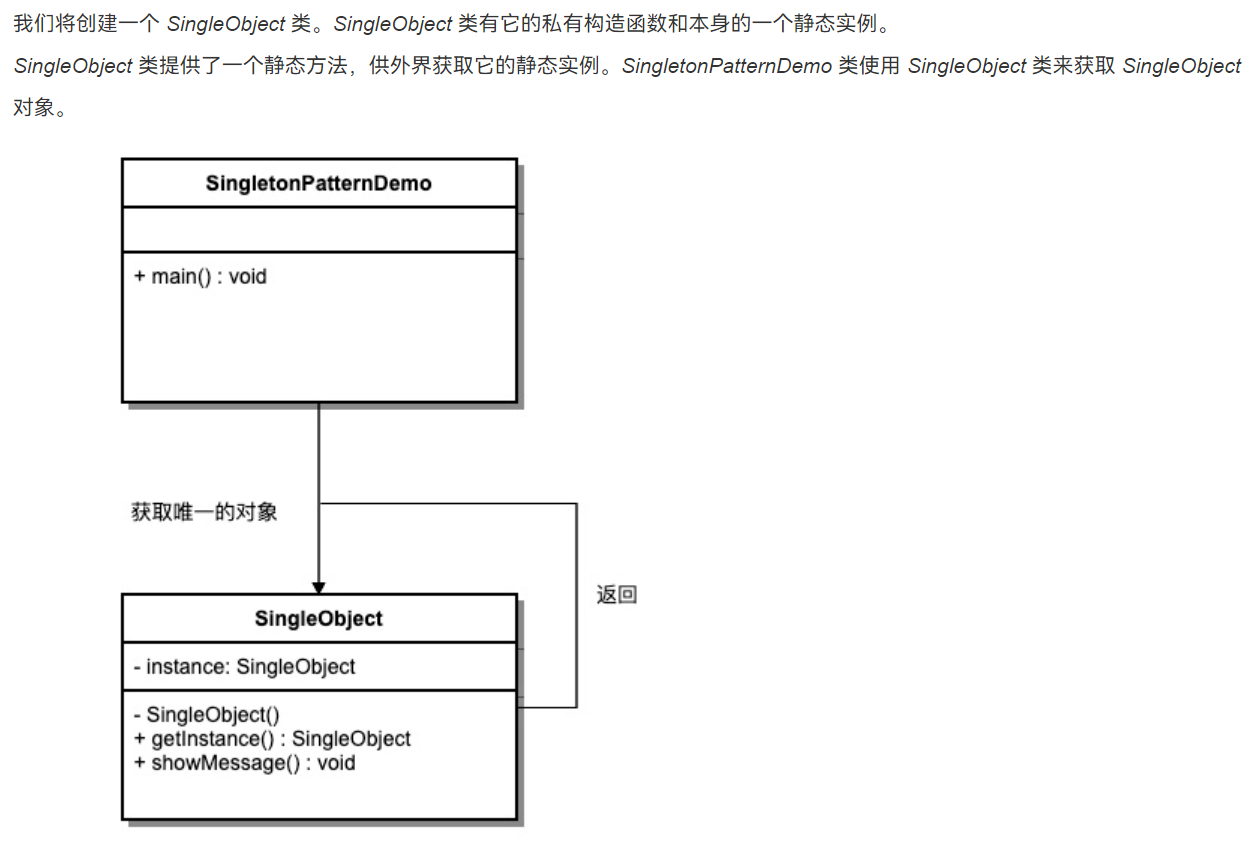 我们将创建一个 SingleObject 类。SingleObject 类有它的私有构造函数和本身的一个静态实例。
SingleObject 类提供了一个静态方法，供外界获取它的静态实例。SingletonPatternDemo 类使用 SingleObject 类来获取 SingleObject
对象。
SingletonPatternDemo
+ main() : void
获取唯一的对象
返回
SingleObject
- instance: SingleObject
- SingleObject()
+ getInstance() : SingleObject
+ showMessage() : void